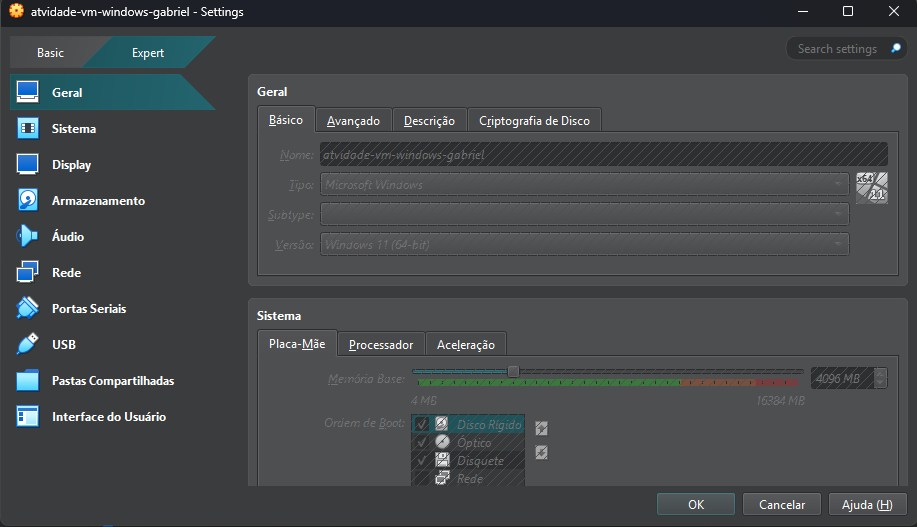 atvidade-vm-windows-gabriel - Settings
Basic
Expert
Search settings
Geral
Sistema
Display
Armazenamento
Áudio
Rede
Portas Seriais
USB
Pastas Compartilhadas
Interface do Usuário
Geral
Básico
Avançado
Descrição
Criptografia de Disco
Nome: atvidade-vm-windows-gabriel
Tipo: Microsoft Windows
x64
11
Subtype:
Versão: Windows 11 (64-bit)
Sistema
Placa-Mãe
Processador
Aceleração
Memória Base:
4096 MB
4 MB
16384 MB
Ordem de Boot:
Disco Rígido
Óptico
Disquete
Rede
OK
Cancelar
Ajuda (H)